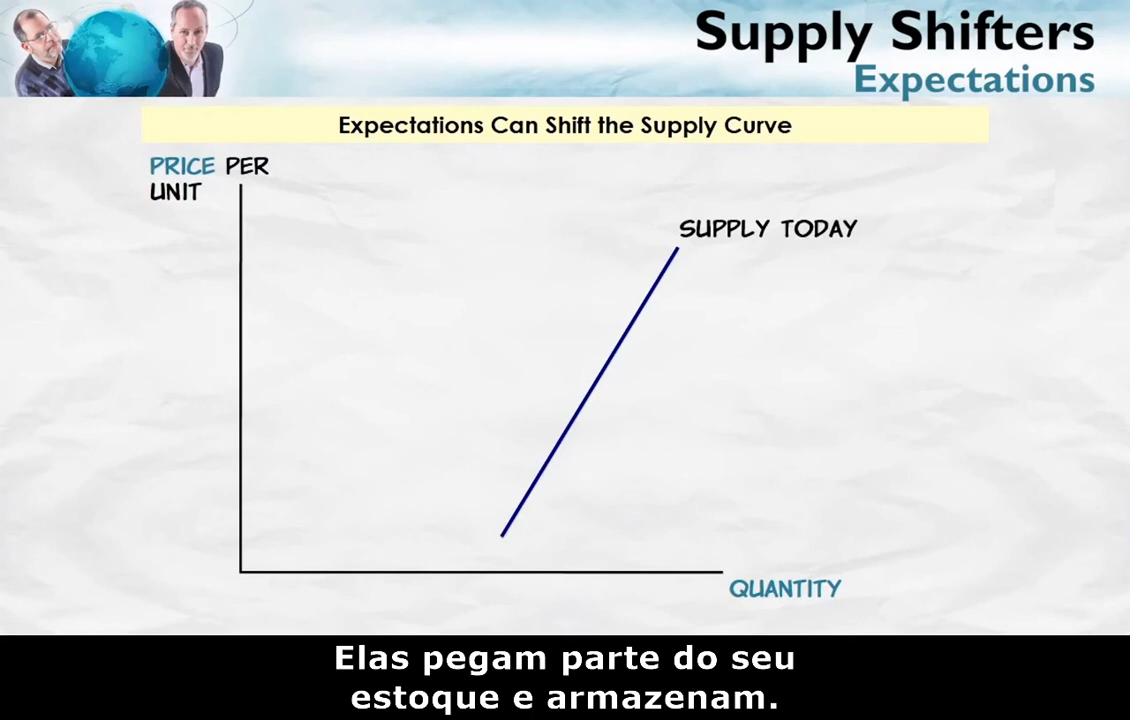 Supply Shifters
Expectations
Expectations Can Shift the Supply Curve
PRICE PER
UNIT
SUPPLY TODAY
QUANTITY
Elas pegam parte do seu
estoque e armazenam.